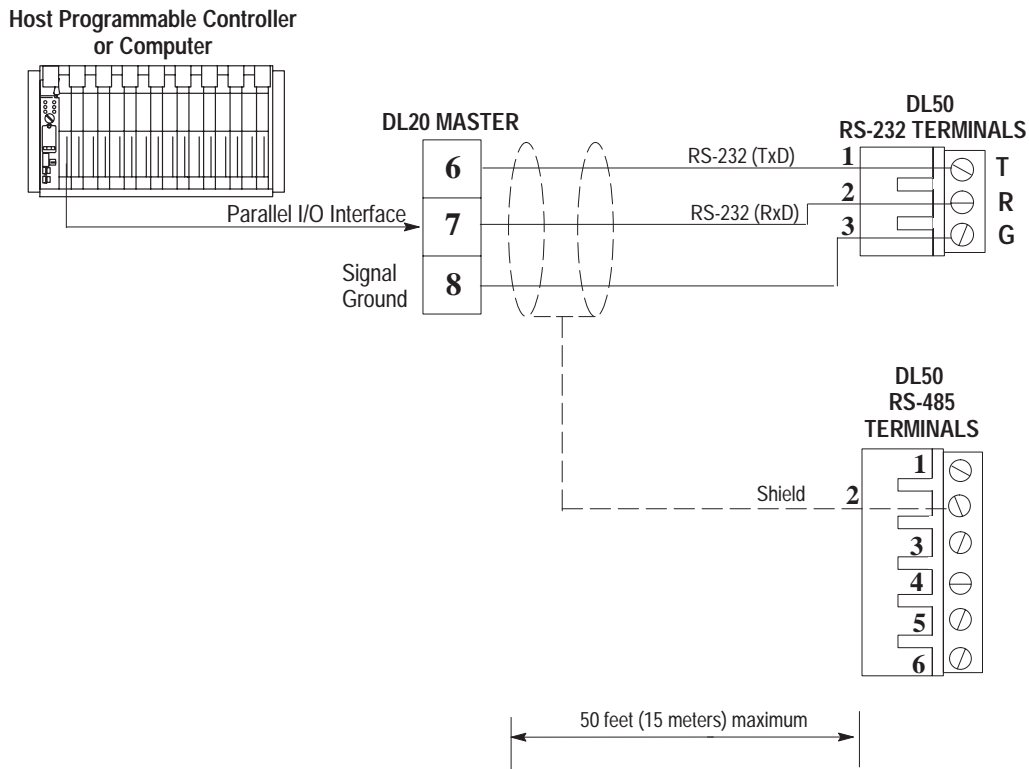 Host Programmable Controller
or Computer
DL20 MASTER
6
7
8
Parallel I/O Interface
Signal
Ground
RS-232 (TxD)
RS-232 (RxD)
DL50
RS-232 TERMINALS
1
2
3
T
R
G
DL50
RS-485
TERMINALS
Shield
1
2
3
4
5
6
50 feet (15 meters) maximum